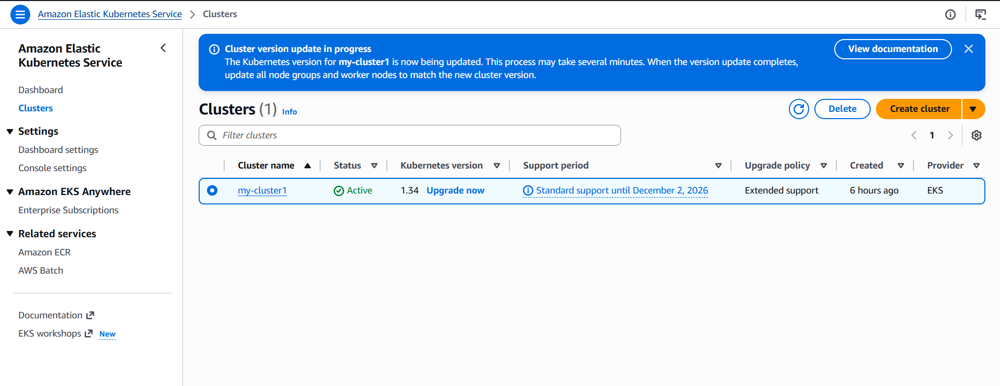 Amazon Elastic Kubernetes Service > Clusters
Amazon Elastic
Kubernetes Service
Dashboard
Clusters
Settings
Dashboard settings
Console settings
Amazon EKS Anywhere
Enterprise Subscriptions
Related services
Amazon ECR
AWS Batch
Documentation
EKS workshops New
Cluster version update in progress
The Kubernetes version for my-cluster1 is now being updated. This process may take several minutes. When the version update completes,
update all node groups and worker nodes to match the new cluster version.
View documentation
Clusters (1) Info
Delete
Create cluster
Filter clusters
1
Cluster name Status Kubernetes version Support period Upgrade policy Created Provider
my-cluster1 Active 1.34 Upgrade now Standard support until December 2, 2026 Extended support 6 hours ago EKS